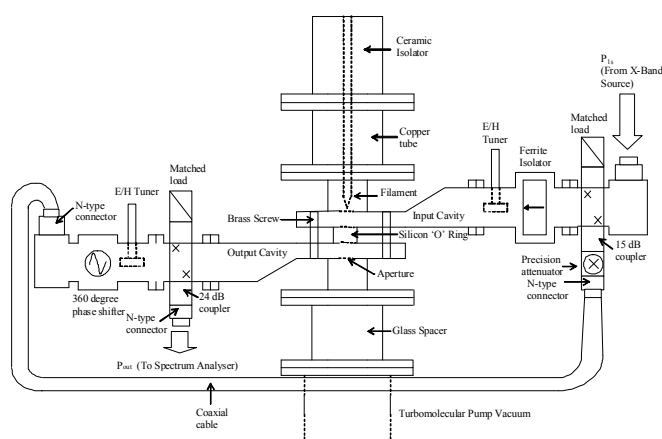 Ceramic
Isolator
P1s
(From X-Band
Source)
Matched
load
E/H
Tuner
Ferrite
Isolator
Copper
tube
Matched
load
E/H Tuner
N-type
connector
Filament
Brass Screw
Input Cavity
Silicon 'O' Ring
Output Cavity
15 dB
coupler
Precision
attenuator
Aperture
N-type
connector
360 degree
phase shifter
24 dB
coupler
N-type
connector
Glass Spacer
Pout (To Spectrum Analyser)
Coaxial
cable
Turbomolecular Pump Vacuum